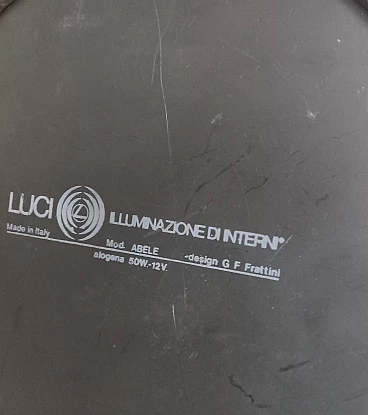 LUCI ILLUMINAZIONE DI INTERNI®
Made in Italy
Mod. ABELE -design G F Frattini
alogena 50W.-12V.